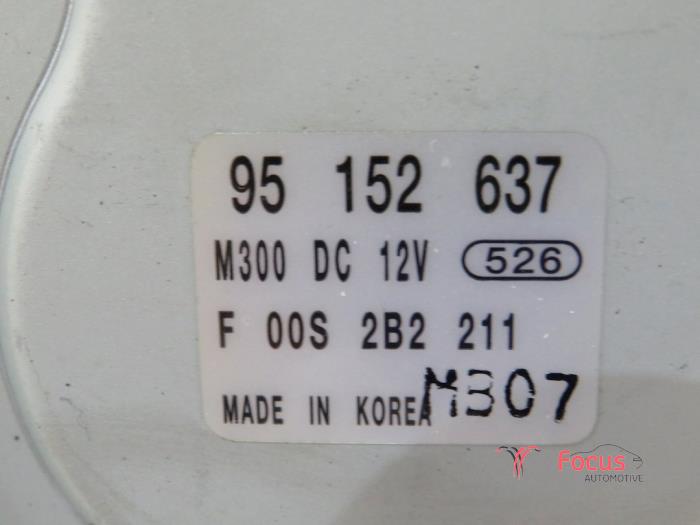 95 152 637
M300 DC 12V 526
F 00S 2B2 211
MADE IN KOREA M307
Focus
AUTOMOTIVE